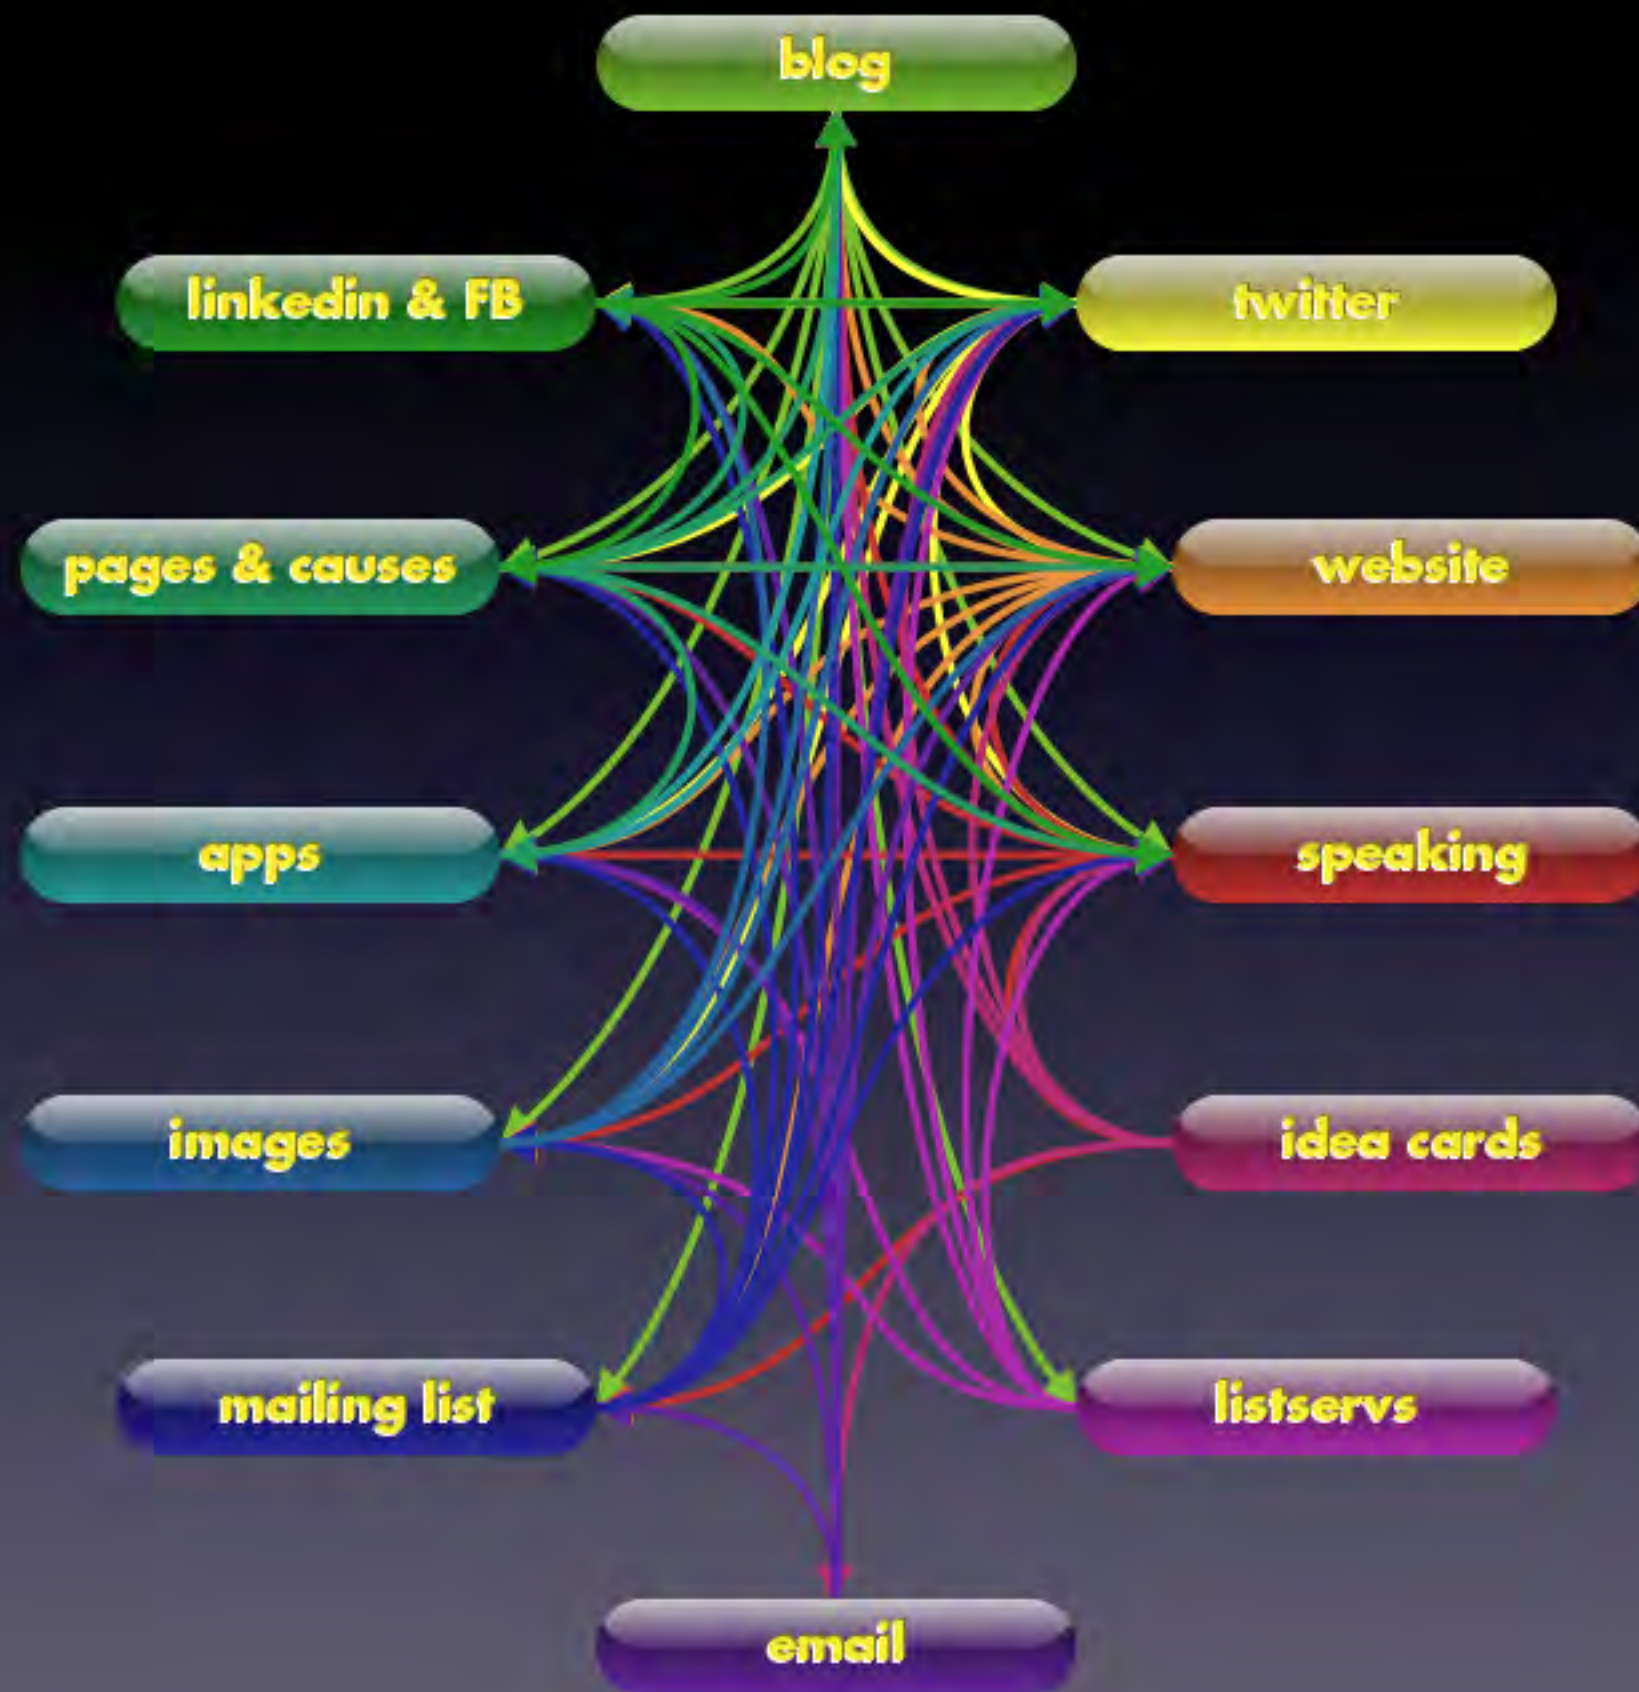 blog
linkedin & FB
twitter
pages & causes
website
apps
speaking
images
idea cards
mailing list
listservs
email